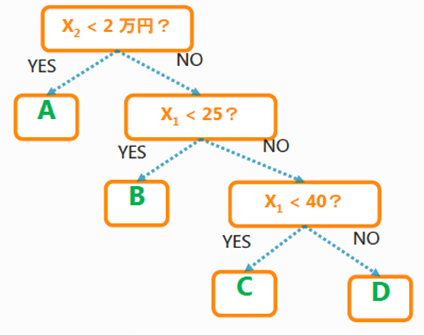 X₂ < 2 万円？
YES
NO
A
X₁ < 25？
YES
NO
B
X₁ < 40？
YES
NO
C
D